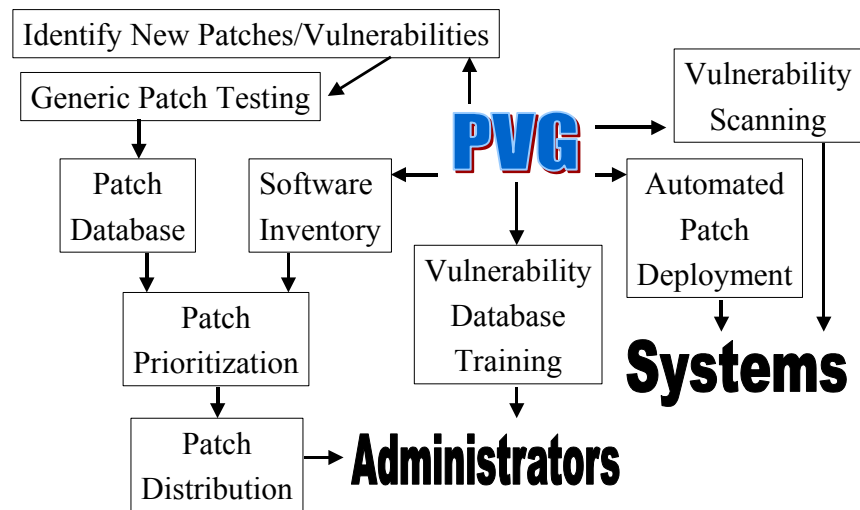 Identify New Patches/Vulnerabilities
Generic Patch Testing
PVG
Vulnerability
Scanning
Patch
Database
Software
Inventory
Automated
Patch
Deployment
Vulnerability
Database
Training
Patch
Prioritization
Systems
Patch
Distribution
Administrators